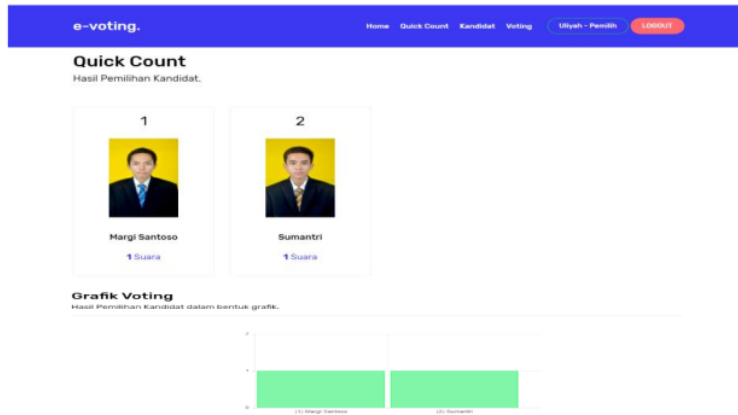 e-voting.
Home Quick Count Kandidat Voting Uliyah - Pemilih LOGOUT
Quick Count
Hasil Pemilihan Kandidat.
1 2
Margi Santoso Sumantri
1 Suara 1 Suara
Grafik Voting
Hasil Pemilihan Kandidat dalam bentuk grafik.
2
1
0
(1) Margi Santoso (2) Sumantri